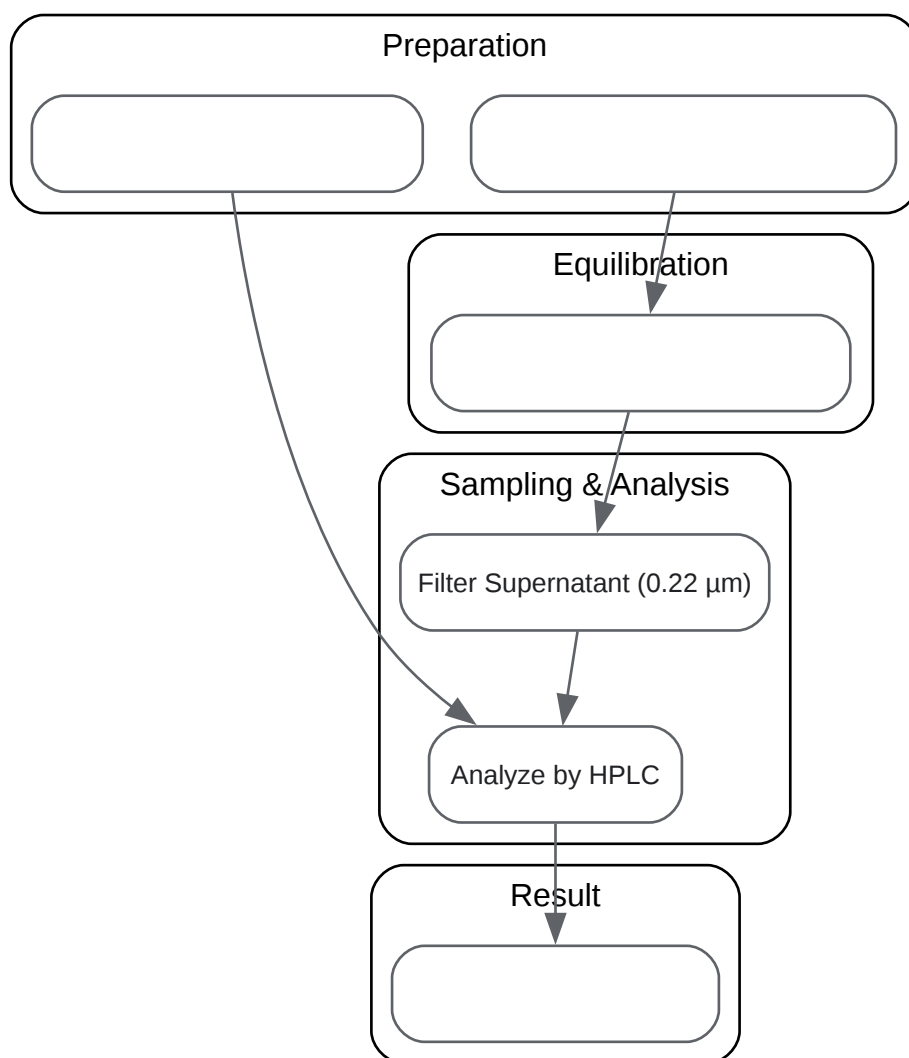 Preparation
Equilibration
Sampling & Analysis
Filter Supernatant (0.22 µm)
Analyze by HPLC
Result